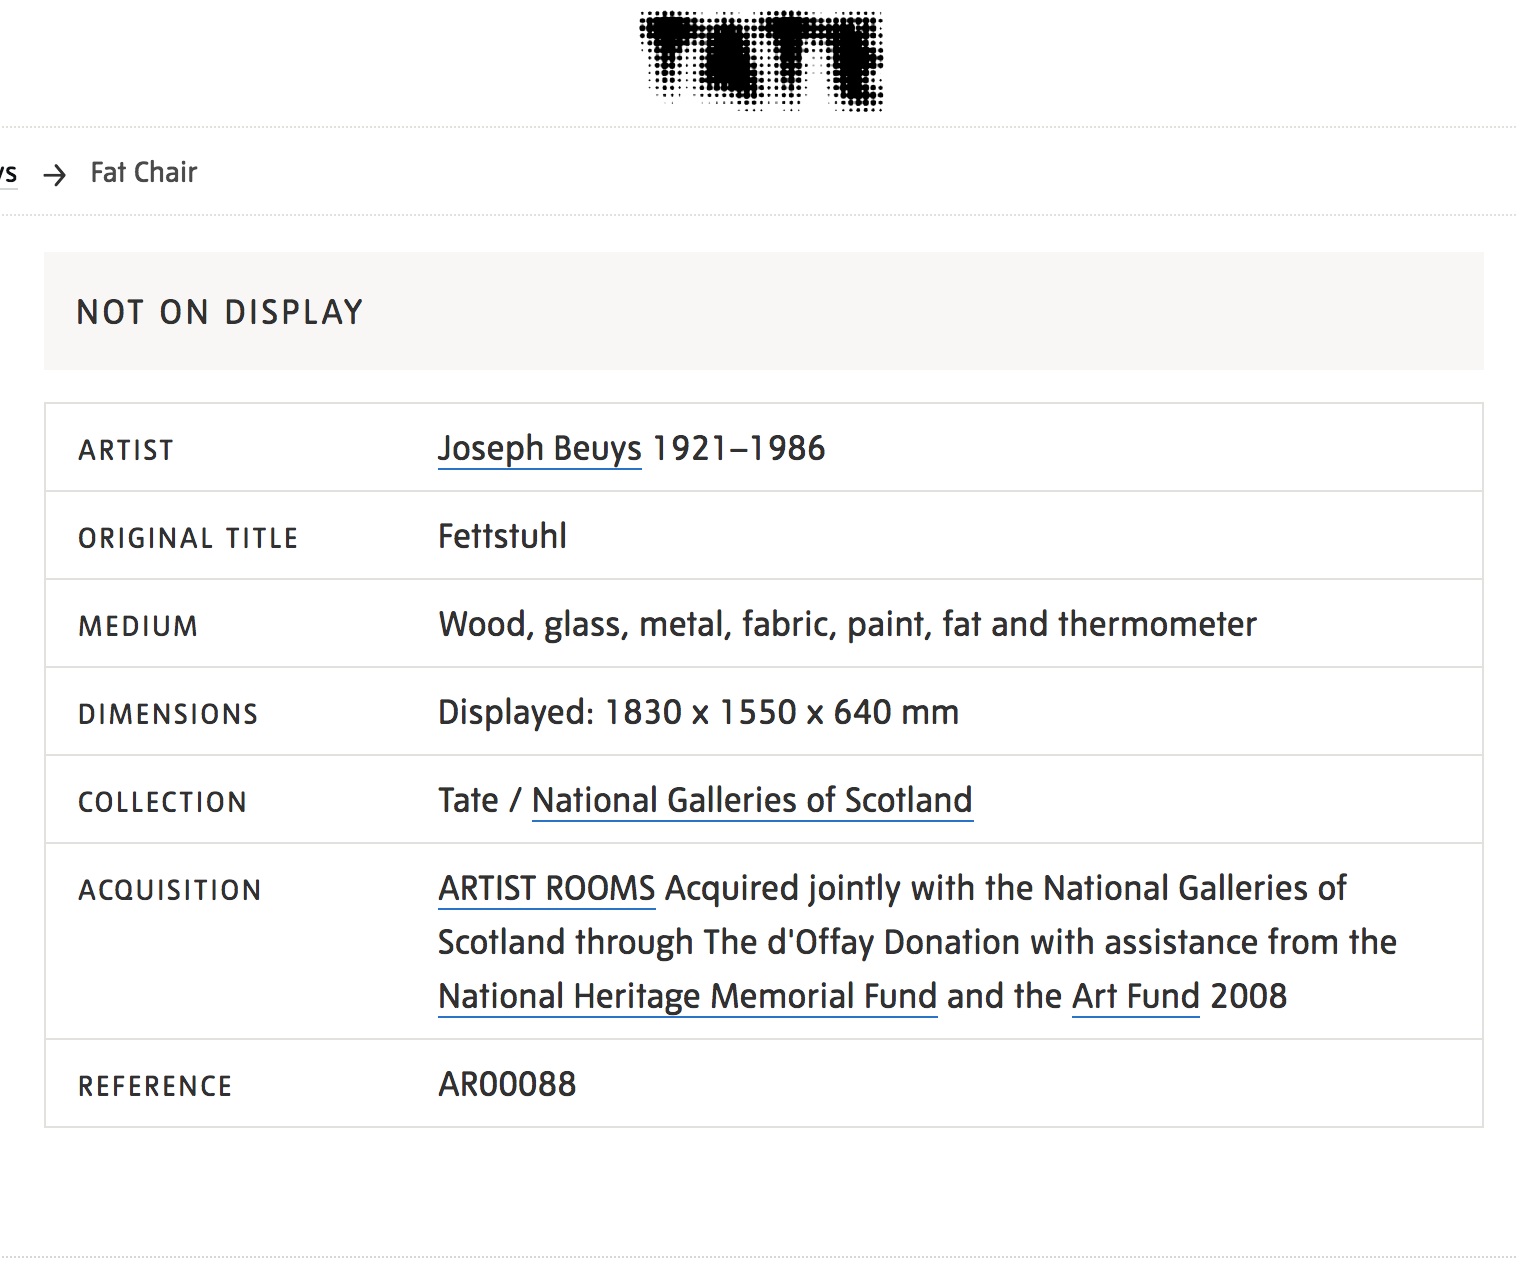 TATE
ys → Fat Chair
NOT ON DISPLAY
ARTIST Joseph Beuys 1921–1986
ORIGINAL TITLE Fettstuhl
MEDIUM Wood, glass, metal, fabric, paint, fat and thermometer
DIMENSIONS Displayed: 1830 x 1550 x 640 mm
COLLECTION Tate / National Galleries of Scotland
ACQUISITION ARTIST ROOMS Acquired jointly with the National Galleries of
Scotland through The d'Offay Donation with assistance from the
National Heritage Memorial Fund and the Art Fund 2008
REFERENCE AR00088